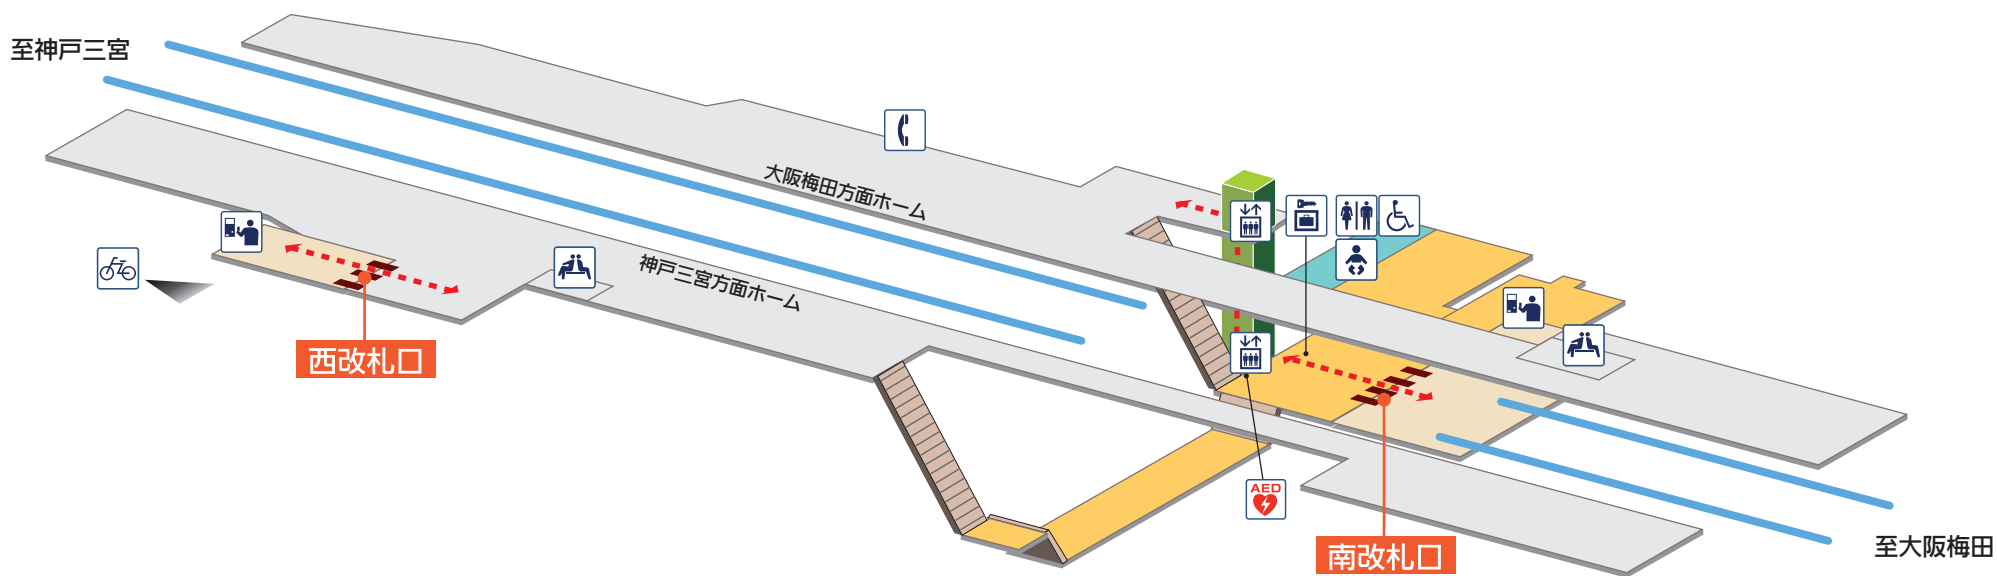 至神戸三宮
大阪梅田方面ホーム
神戸三宮方面ホーム
西改札口
AED
南改札口
至大阪梅田